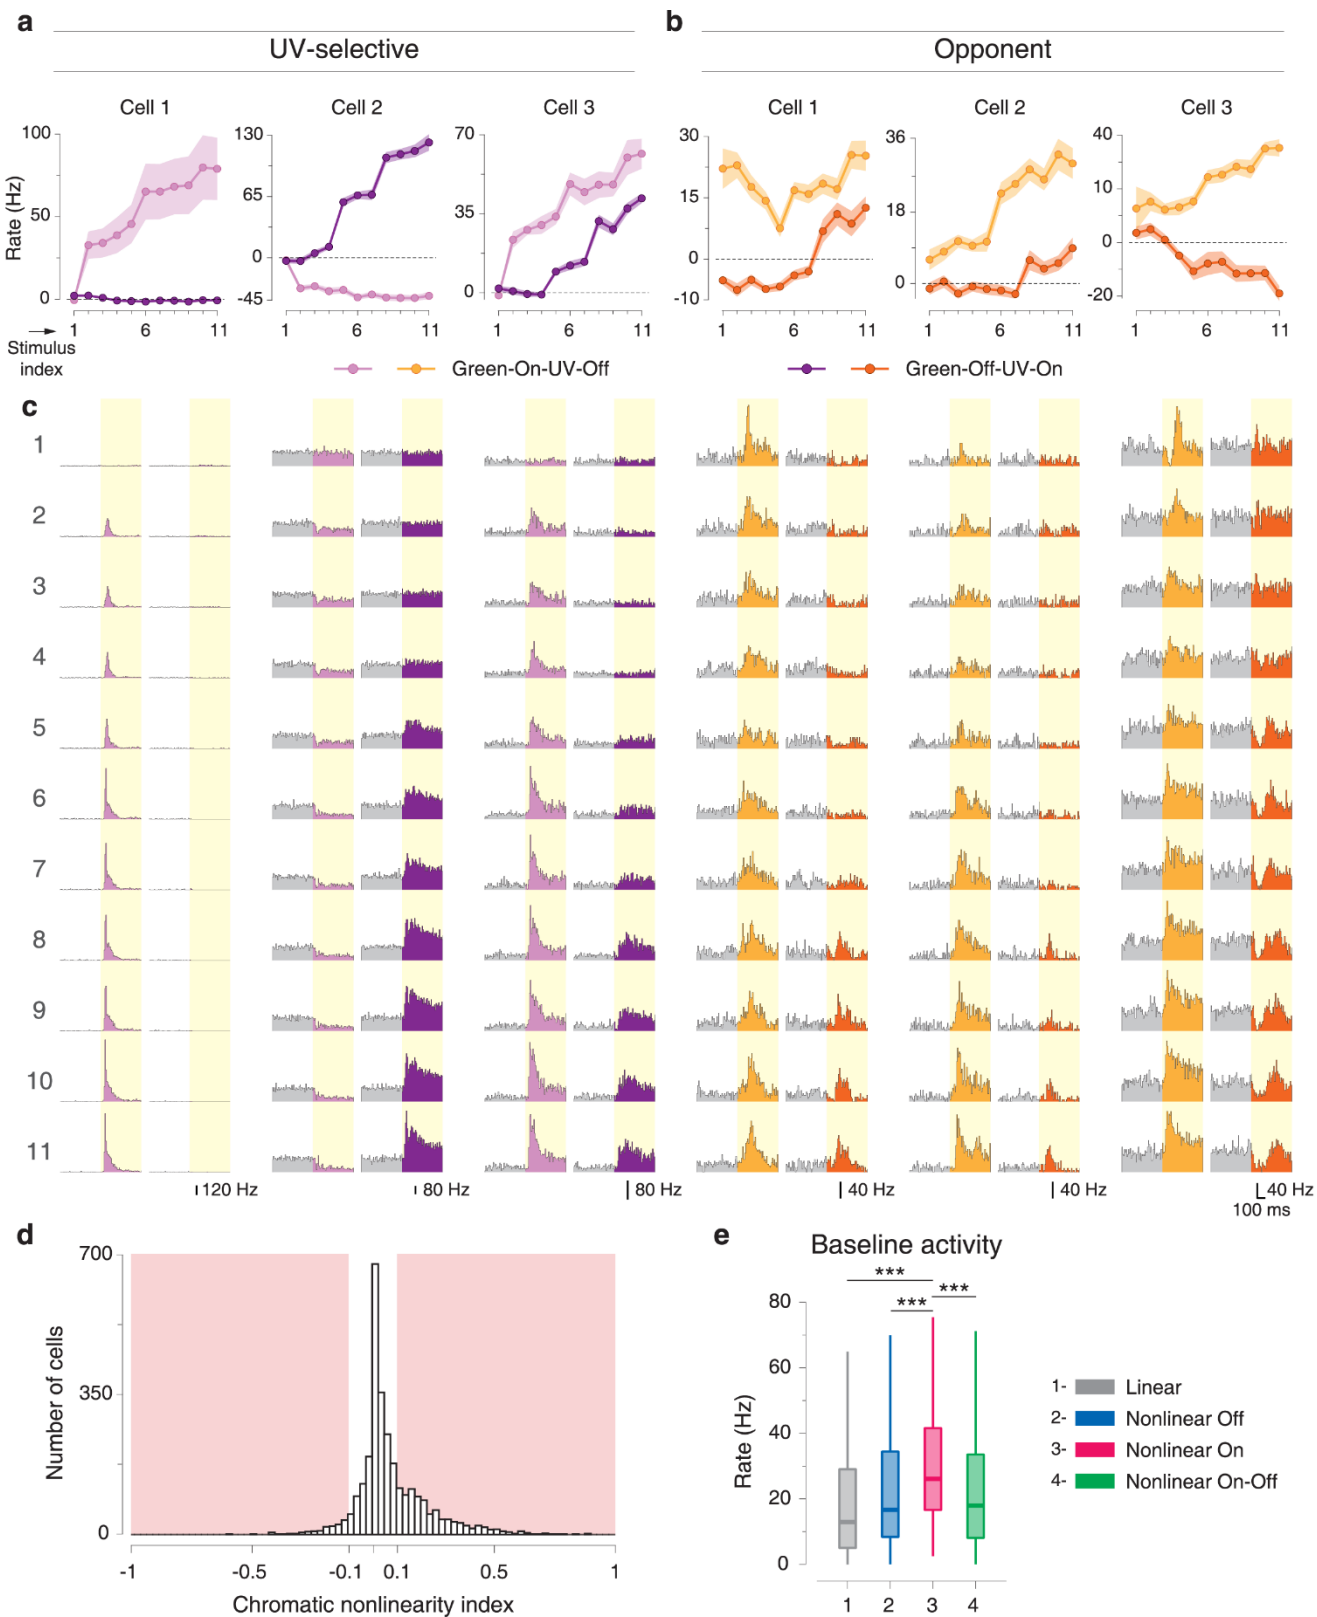 a
UV-selective
b
Opponent
Cell 1
Cell 2
Cell 3
Cell 1
Cell 2
Cell 3
Rate (Hz)
100
50
0
130
65
0
-45
70
35
0
30
15
0
-10
36
18
0
40
10
0
-20
1 6 11
1 6 11
1 6 11
1 6 11
1 6 11
1 6 11
Stimulus
index
Green-On-UV-Off
Green-Off-UV-On
c
1
2
3
4
5
6
7
8
9
10
11
120 Hz
80 Hz
80 Hz
40 Hz
40 Hz
40 Hz
100 ms
d
700
350
0
Number of cells
-1 -0.5 -0.1 0.1 0.5 1
Chromatic nonlinearity index
e
Baseline activity
***
***
***
80
60
40
20
0
Rate (Hz)
1 2 3 4
1- Linear
2- Nonlinear Off
3- Nonlinear On
4- Nonlinear On-Off